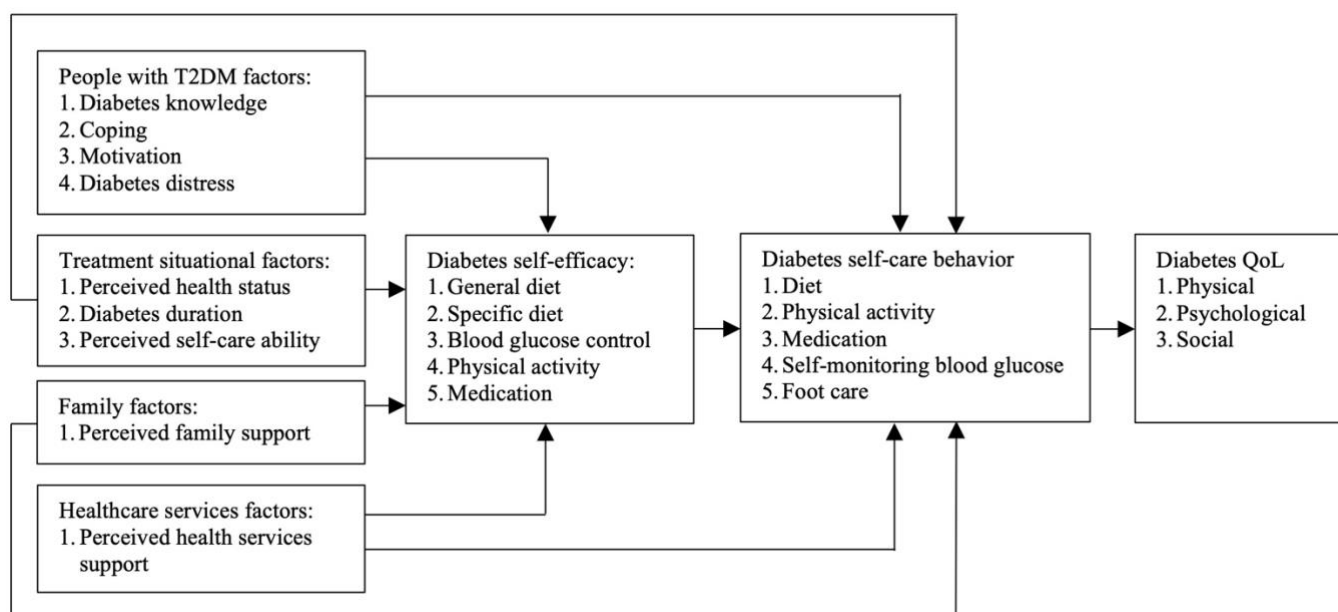 People with T2DM factors:
1. Diabetes knowledge
2. Coping
3. Motivation
4. Diabetes distress
Treatment situational factors:
1. Perceived health status
2. Diabetes duration
3. Perceived self-care ability
Family factors:
1. Perceived family support
Healthcare services factors:
1. Perceived health services
support
Diabetes self-efficacy:
1. General diet
2. Specific diet
3. Blood glucose control
4. Physical activity
5. Medication
Diabetes self-care behavior
1. Diet
2. Physical activity
3. Medication
4. Self-monitoring blood glucose
5. Foot care
Diabetes QoL
1. Physical
2. Psychological
3. Social